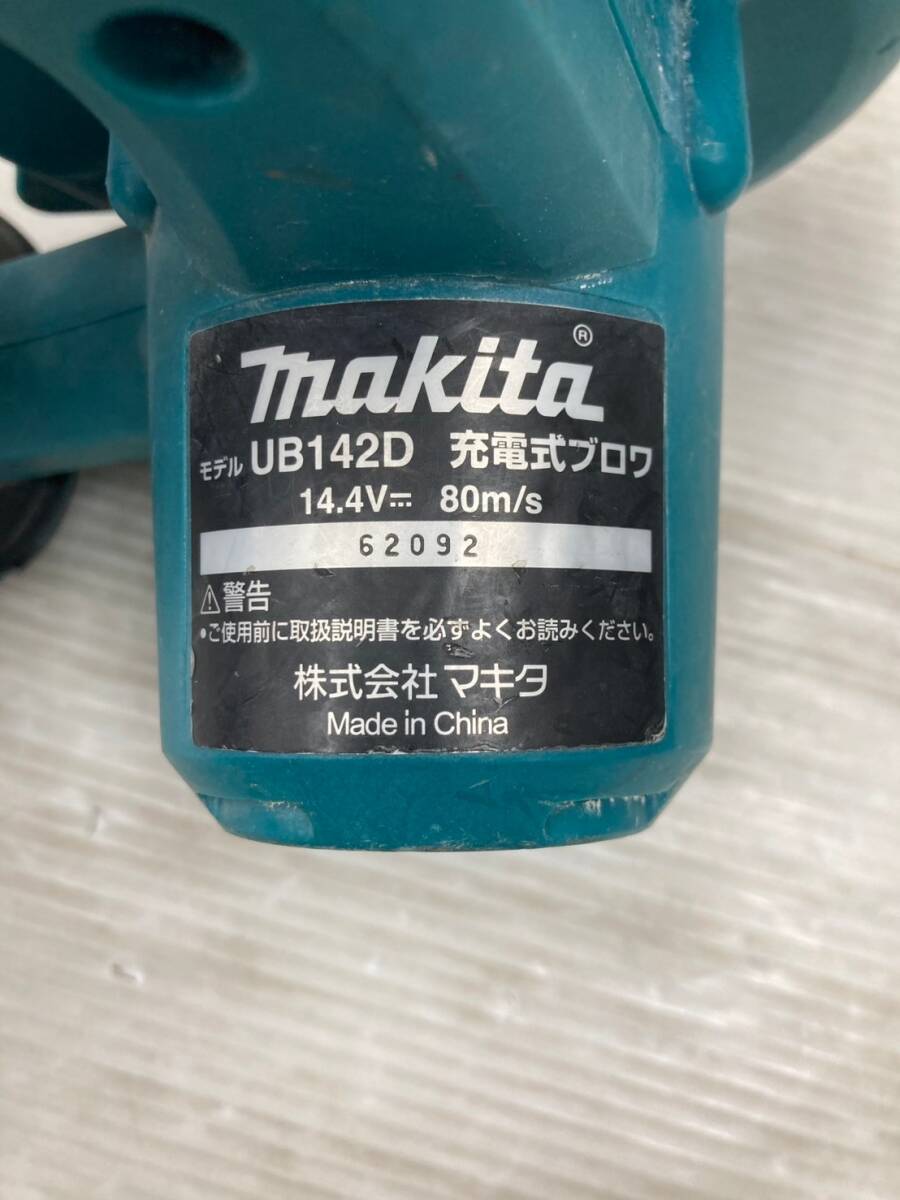 makita®
モデル UB142D 充電式ブロワ
14.4V⎓ 80m/s
62092
⚠警告
•ご使用前に取扱説明書を必ずよくお読みください。
株式会社 マキタ
Made in China